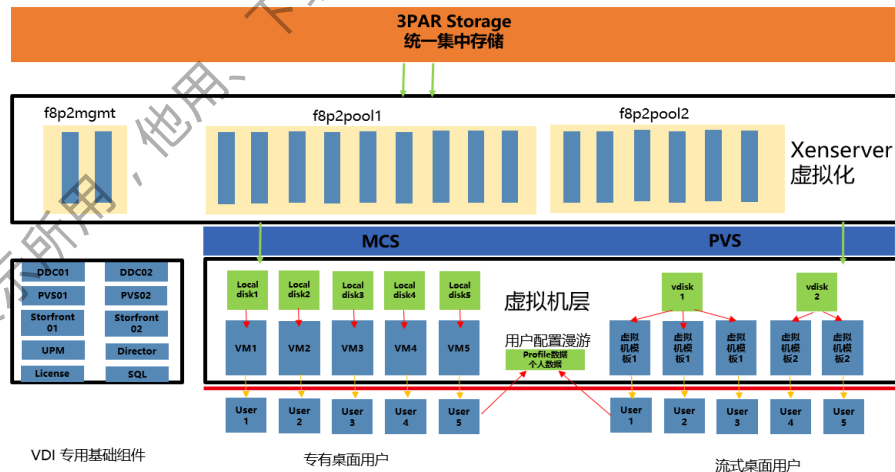 3PAR Storage
统一集中存储
f8p2mgmt
f8p2pool1
f8p2pool2
Xenserver
虚拟化
MCS
PVS
DDC01
DDC02
PVS01
PVS02
Storfront
01
Storfront
02
UPM
Director
License
SQL
VDI 专用基础组件
Local
disk1
Local
disk2
Local
disk3
Local
disk4
Local
disk5
虚拟机层
vdisk
1
vdisk
2
VM1
VM2
VM3
VM4
VM5
用户配置漫游
Profile数据
个人数据
虚拟
机模
板1
虚拟
机模
板1
虚拟
机模
板1
虚拟
机模
板2
虚拟
机模
板2
User
1
User
2
User
3
User
4
User
5
User
1
User
2
User
3
User
4
User
5
专有桌面用户
流式桌面用户
示所用，他用、下